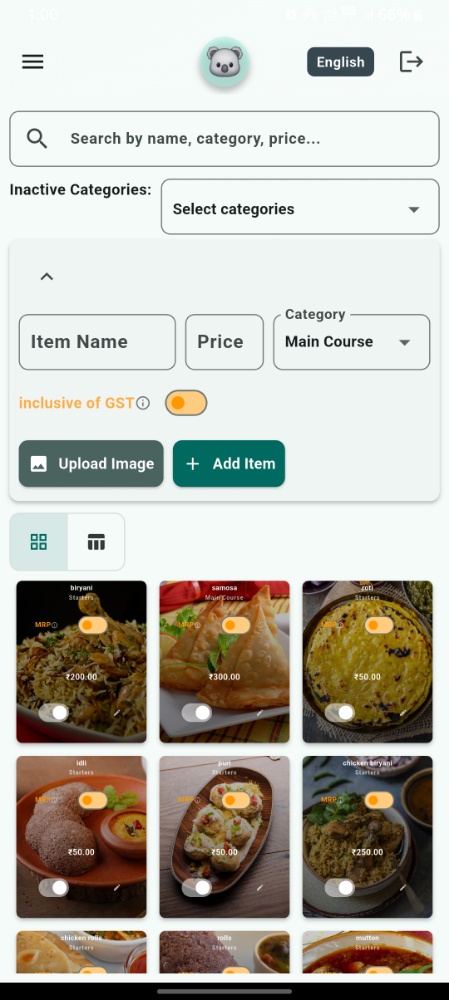 1:00
55%
English
Search by name, category, price...
Inactive Categories:
Select categories
Item Name
Price
Category
Main Course
inclusive of GST
Upload Image
Add Item
biryani
Starters
MRP
₹200.00
samosa
Main Course
MRP
₹300.00
roti
Starters
MRP
₹50.00
idli
Starters
MRP
₹50.00
puri
Starters
MRP
₹50.00
chicken biryani
Starters
MRP
₹250.00
chicken rolls
Starters
rolls
Starters
mutton
Starters